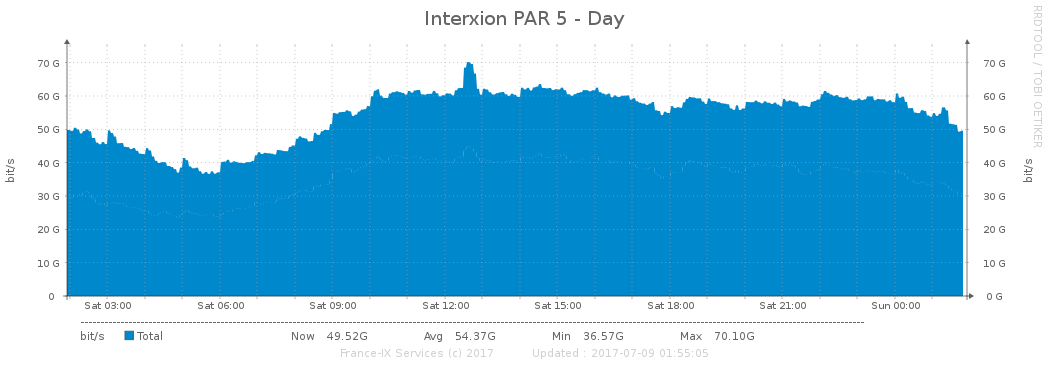 Interxion PAR 5 - Day
RRDTOOL / TOBI OETIKER
bit/s
bit/s
70 G 70 G
60 G 60 G
50 G 50 G
40 G 40 G
30 G 30 G
20 G 20 G
10 G 10 G
0 0 G
Sat 03:00 Sat 06:00 Sat 09:00 Sat 12:00 Sat 15:00 Sat 18:00 Sat 21:00 Sun 00:00
bit/s Total Now 49.52G Avg 54.37G Min 36.57G Max 70.10G
France-IX Services (c) 2017 Updated : 2017-07-09 01:55:05